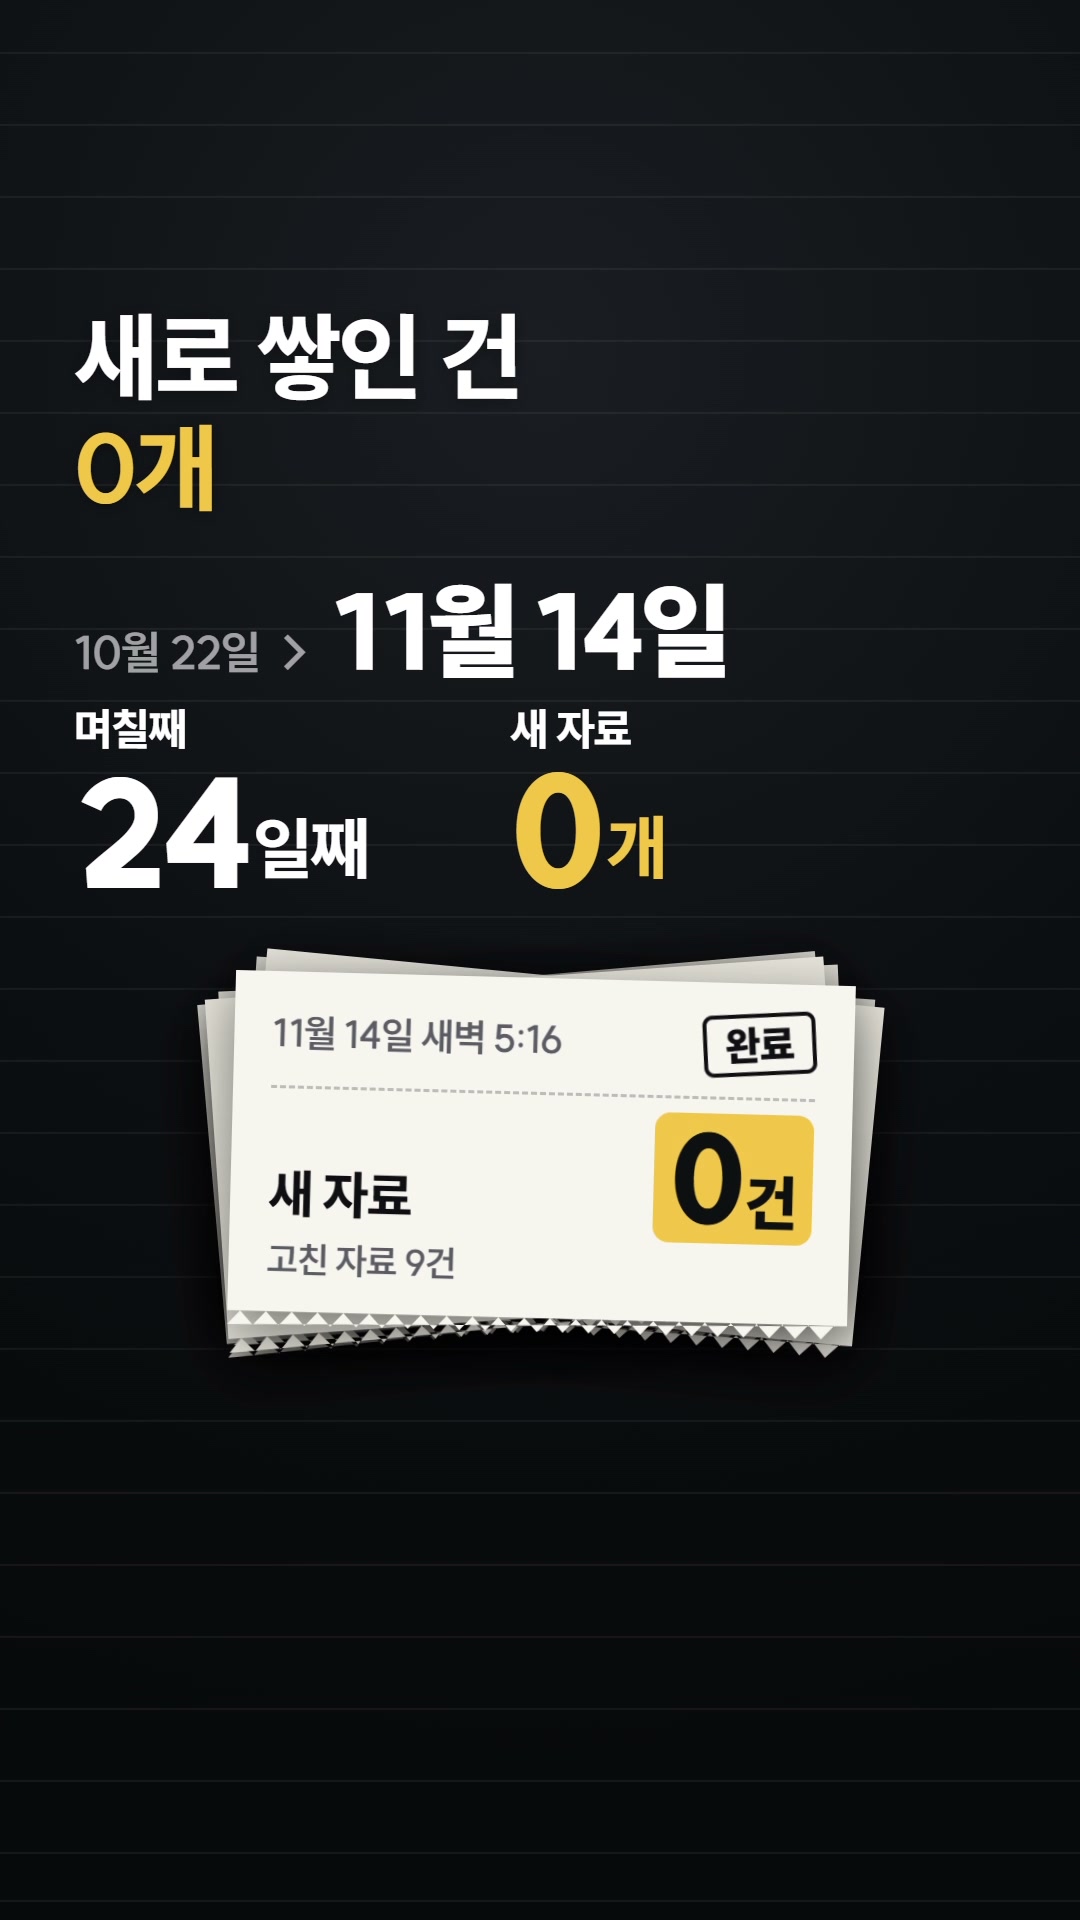 새로 쌓인 건
0개
10월 22일 > 11월 14일
며칠째 새 자료
24일째 0개
11월 14일 새벽 5:16 완료
새 자료 0건
고친 자료 9건